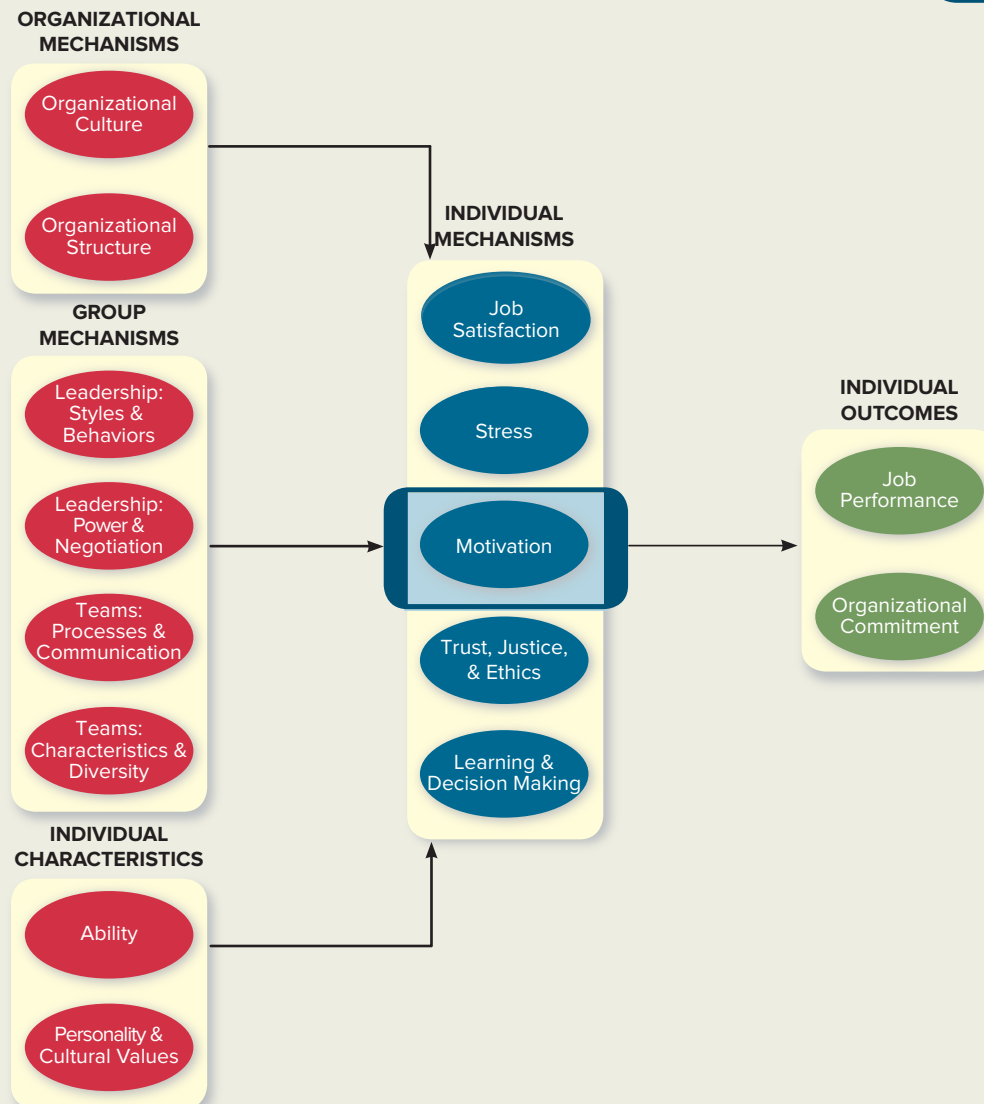 ORGANIZATIONAL
MECHANISMS
Organizational
Culture
Organizational
Structure
GROUP
MECHANISMS
Leadership:
Styles &
Behaviors
Leadership:
Power &
Negotiation
Teams:
Processes &
Communication
Teams:
Characteristics &
Diversity
INDIVIDUAL
CHARACTERISTICS
Ability
Personality &
Cultural Values
INDIVIDUAL
MECHANISMS
Job
Satisfaction
Stress
Motivation
Trust, Justice,
& Ethics
Learning &
Decision Making
INDIVIDUAL
OUTCOMES
Job
Performance
Organizational
Commitment